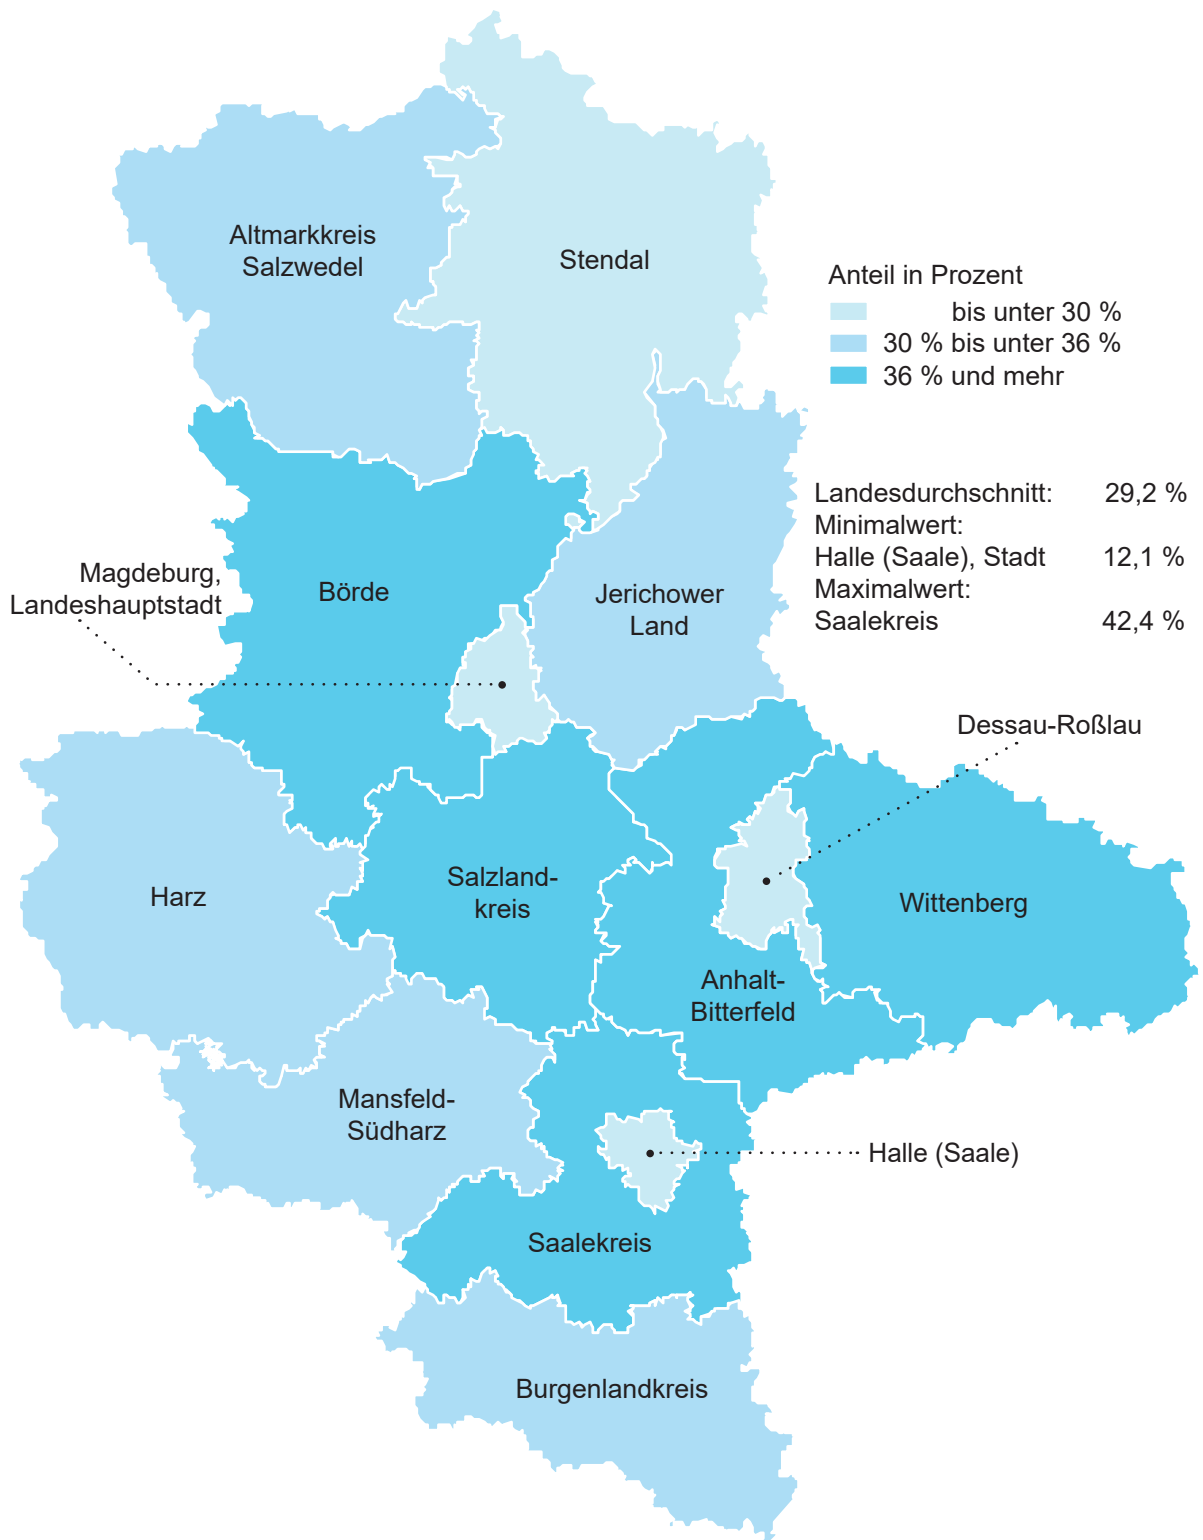 Altmarkkreis
Salzwedel
Stendal
Anteil in Prozent
bis unter 30 %
30 % bis unter 36 %
36 % und mehr
Landesdurchschnitt: 29,2 %
Minimalwert:
Halle (Saale), Stadt 12,1 %
Maximalwert:
Saalekreis 42,4 %
Magdeburg,
Landeshauptstadt
Börde
Jerichower
Land
Dessau-Roßlau
Harz
Salzland-
kreis
Wittenberg
Anhalt-
Bitterfeld
Mansfeld-
Südharz
Halle (Saale)
Saalekreis
Burgenlandkreis